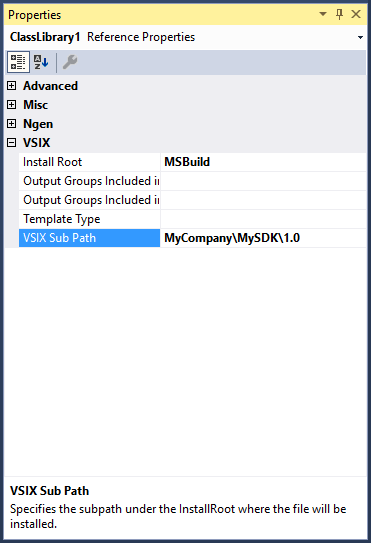 Properties
ClassLibrary1 Reference Properties
Advanced
Misc
Ngen
VSIX
Install Root MSBuild
Output Groups Included in
Output Groups Included in
Template Type
VSIX Sub Path MyCompany\MySDK\1.0
VSIX Sub Path
Specifies the subpath under the InstallRoot where the file will be
installed.